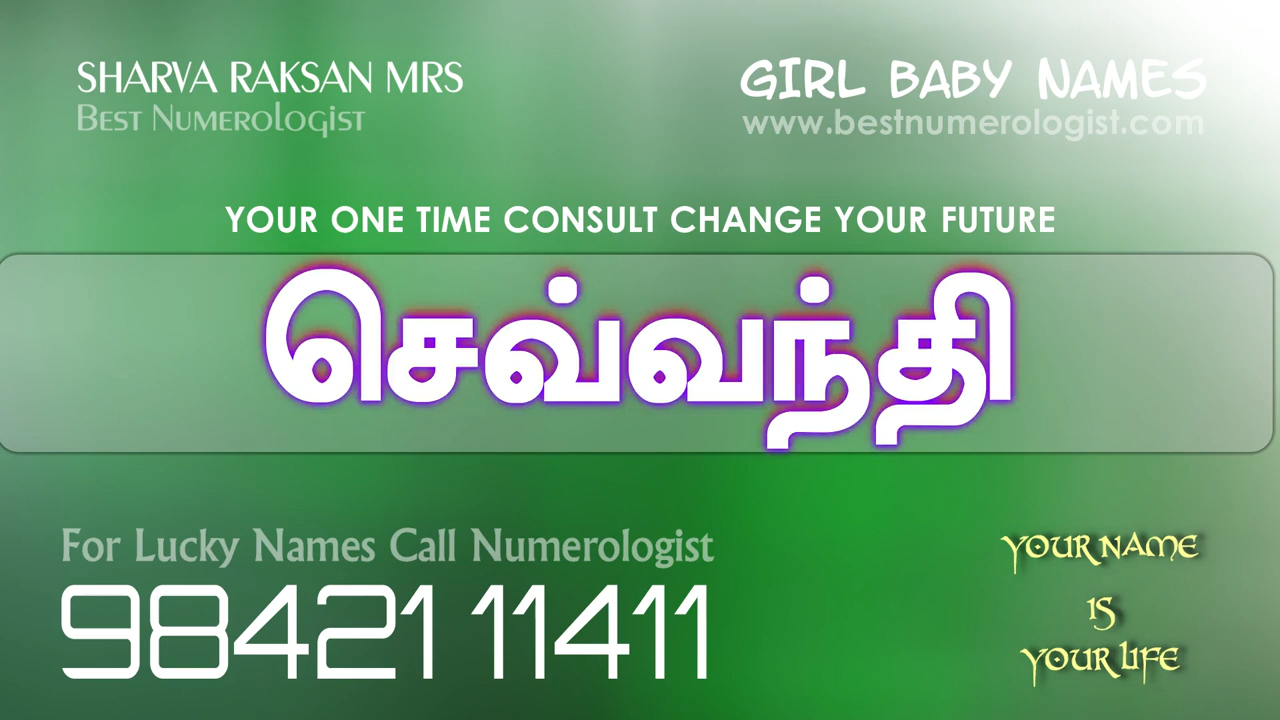 SHARVA RAKSAN MRS
Best Numerologist
GIRL BABY NAMES
www.bestnumerologist.com
YOUR ONE TIME CONSULT CHANGE YOUR FUTURE
செவ்வந்தி
For Lucky Names Call Numerologist
98421 11411
YOUR NAME
IS
YOUR LIFE